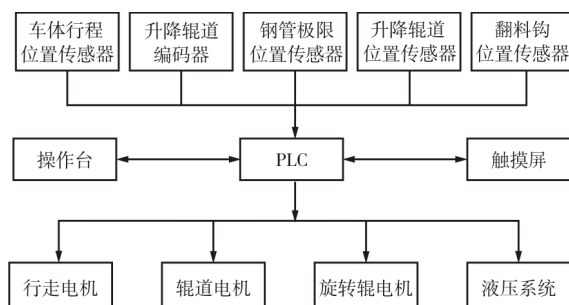 车体行程
位置传感器
升降辊道
编码器
钢管极限
位置传感器
升降辊道
位置传感器
翻料钩
位置传感器
操作台
PLC
触摸屏
行走电机
辊道电机
旋转辊电机
液压系统